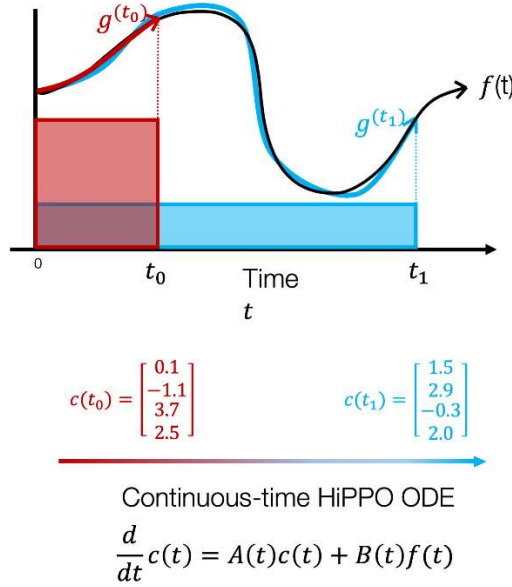 g^(t₀)
g^(t₁)
f(t)
0
t₀
Time
t
t₁
c(t₀) = [0.1
−1.1
3.7
2.5]
c(t₁) = [1.5
2.9
−0.3
2.0]
Continuous-time HiPPO ODE
d/dt c(t) = A(t)c(t) + B(t)f(t)